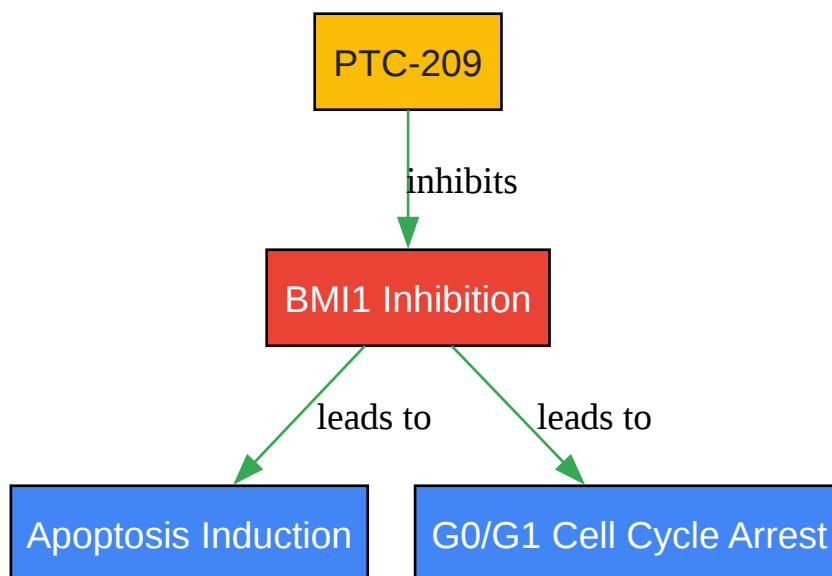 PTC-209
inhibits
BMI1 Inhibition
leads to
leads to
Apoptosis Induction
G0/G1 Cell Cycle Arrest